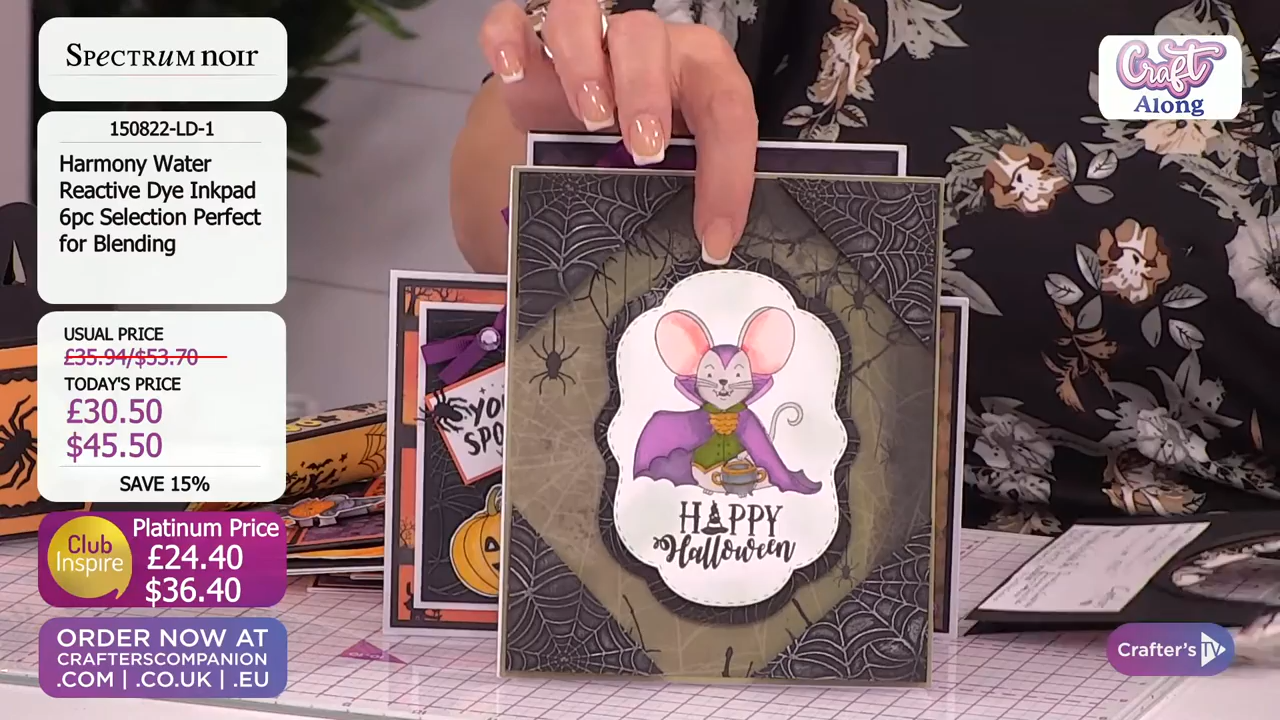 Spectrum noir
150822-LD-1
Harmony Water
Reactive Dye Inkpad
6pc Selection Perfect
for Blending
USUAL PRICE
£35.94/$53.70
TODAY'S PRICE
£30.50
$45.50
SAVE 15%
Club
Inspire
Platinum Price
£24.40
$36.40
ORDER NOW AT
CRAFTERSCOMPANION
.COM | .CO.UK | .EU
Craft
Along
HAPPY
Halloween
Crafter's TV